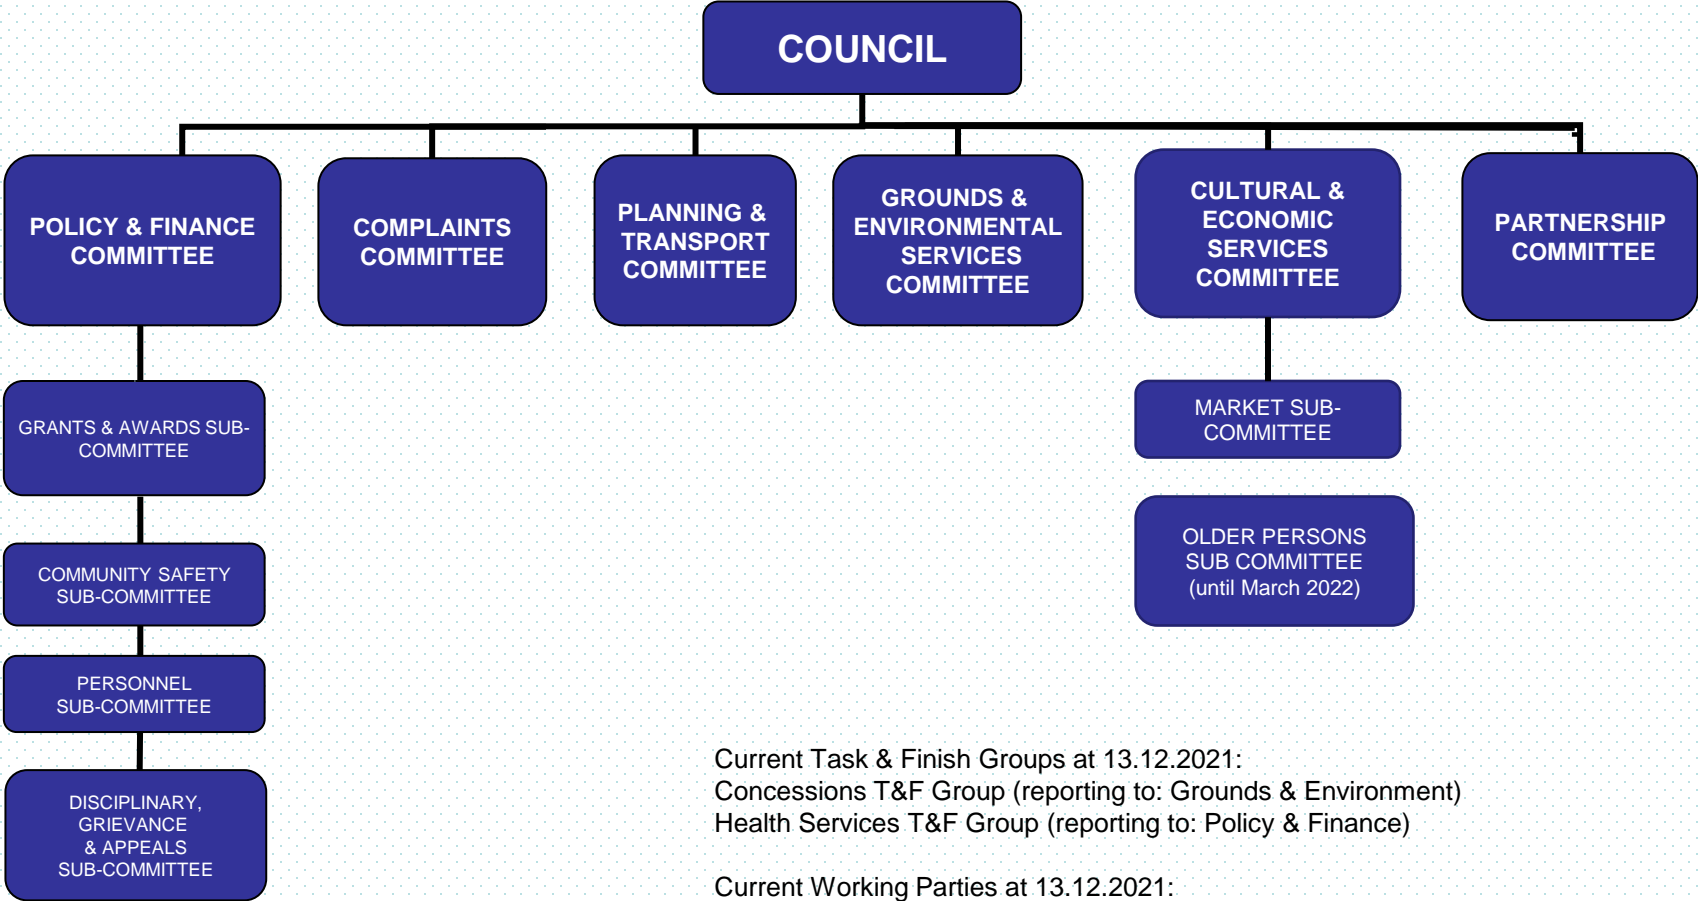 COUNCIL
POLICY & FINANCE
COMMITTEE
COMPLAINTS
COMMITTEE
PLANNING &
TRANSPORT
COMMITTEE
GROUNDS &
ENVIRONMENTAL
SERVICES
COMMITTEE
CULTURAL &
ECONOMIC
SERVICES
COMMITTEE
PARTNERSHIP
COMMITTEE
GRANTS & AWARDS SUB-
COMMITTEE
COMMUNITY SAFETY
SUB-COMMITTEE
PERSONNEL
SUB-COMMITTEE
DISCIPLINARY,
GRIEVANCE
& APPEALS
SUB-COMMITTEE
MARKET SUB-
COMMITTEE
OLDER PERSONS
SUB COMMITTEE
(until March 2022)
Current Task & Finish Groups at 13.12.2021:
Concessions T&F Group (reporting to: Grounds & Environment)
Health Services T&F Group (reporting to: Policy & Finance)
Current Working Parties at 13.12.2021: